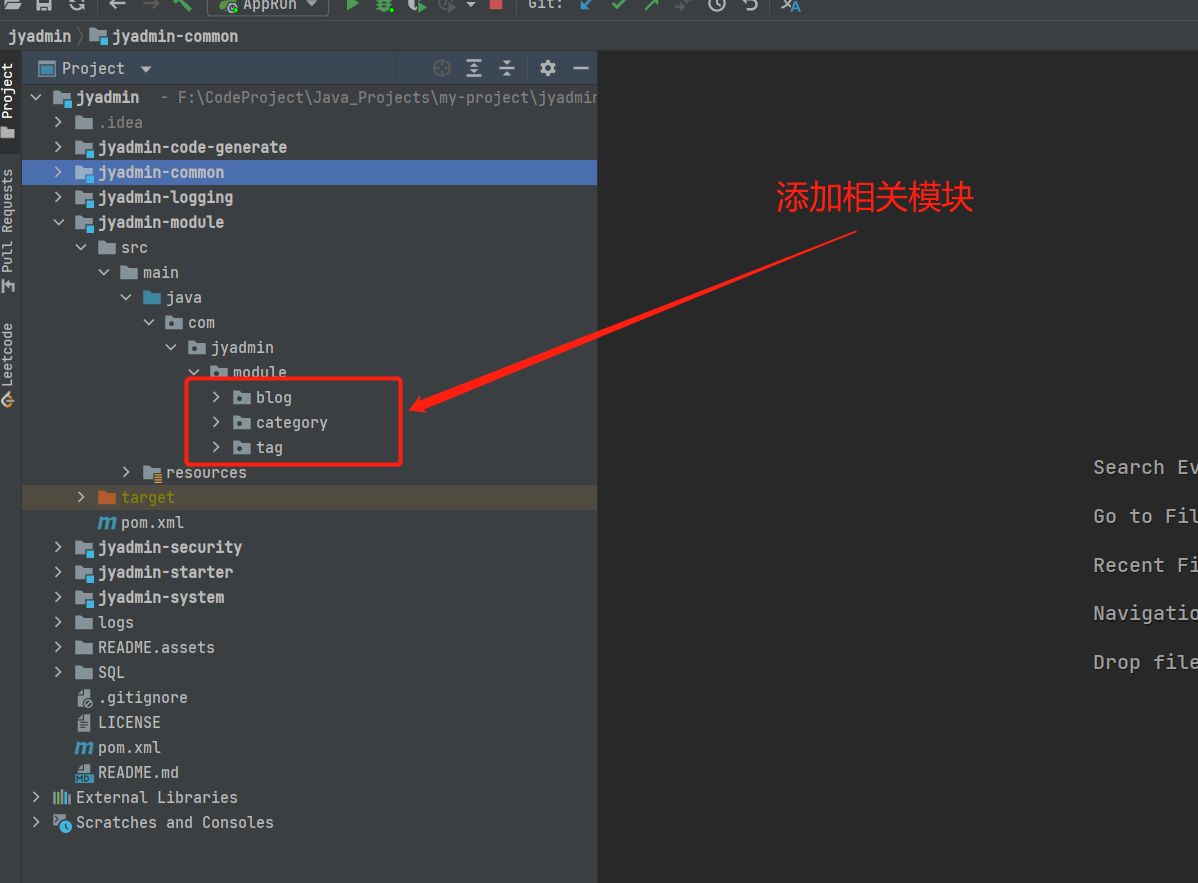 AppRun
Git:
jyadmin
jyadmin-common
Project
Project
Pull Requests
Leetcode
jyadmin - F:\CodeProject\Java_Projects\my-project\jyadmin
.idea
jyadmin-code-generate
jyadmin-common
jyadmin-logging
jyadmin-module
src
main
java
com
jyadmin
module
blog
category
tag
resources
target
pom.xml
jyadmin-security
jyadmin-starter
jyadmin-system
logs
README.assets
SQL
.gitignore
LICENSE
pom.xml
README.md
External Libraries
Scratches and Consoles
添加相关模块
Search Ev
Go to Fil
Recent Fi
Navigatio
Drop file